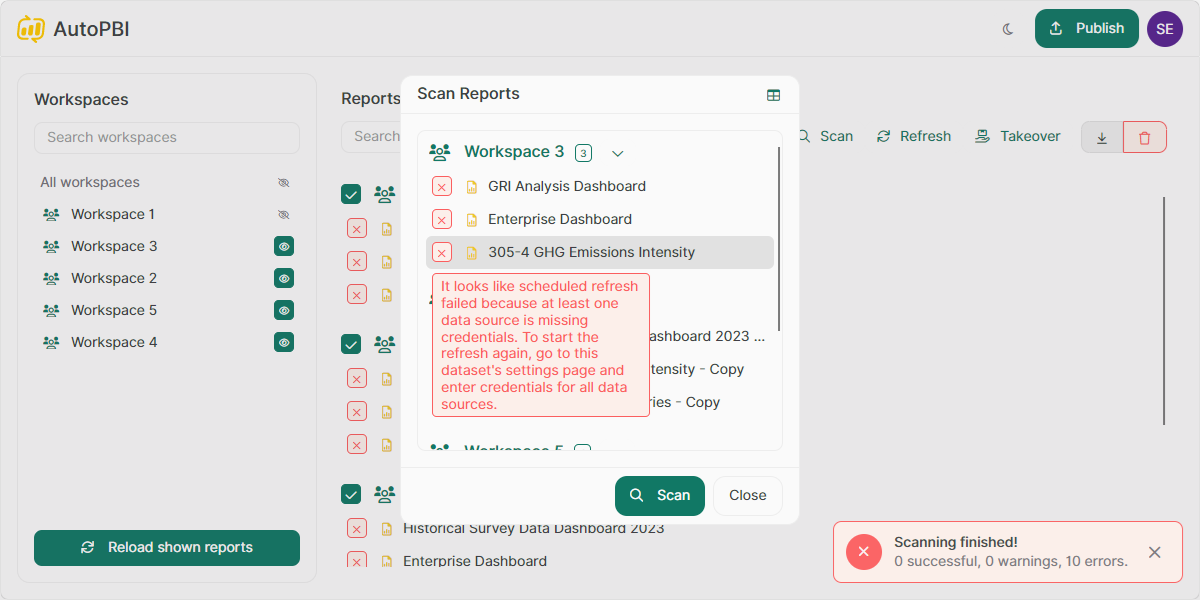 AutoPBI
Publish
SE
Workspaces
Search workspaces
All workspaces
Workspace 1
Workspace 3
Workspace 2
Workspace 5
Workspace 4
Reload shown reports
Reports
Search
Scan
Refresh
Takeover
Scan Reports
Workspace 3
3
GRI Analysis Dashboard
Enterprise Dashboard
305-4 GHG Emissions Intensity
It looks like scheduled refresh
failed because at least one
data source is missing
credentials. To start the
refresh again, go to this
dataset's settings page and
enter credentials for all data
sources.
ashboard 2023 ...
tensity - Copy
ries - Copy
Workspace 5
Scan
Close
Historical Survey Data Dashboard 2023
Enterprise Dashboard
Scanning finished!
0 successful, 0 warnings, 10 errors.